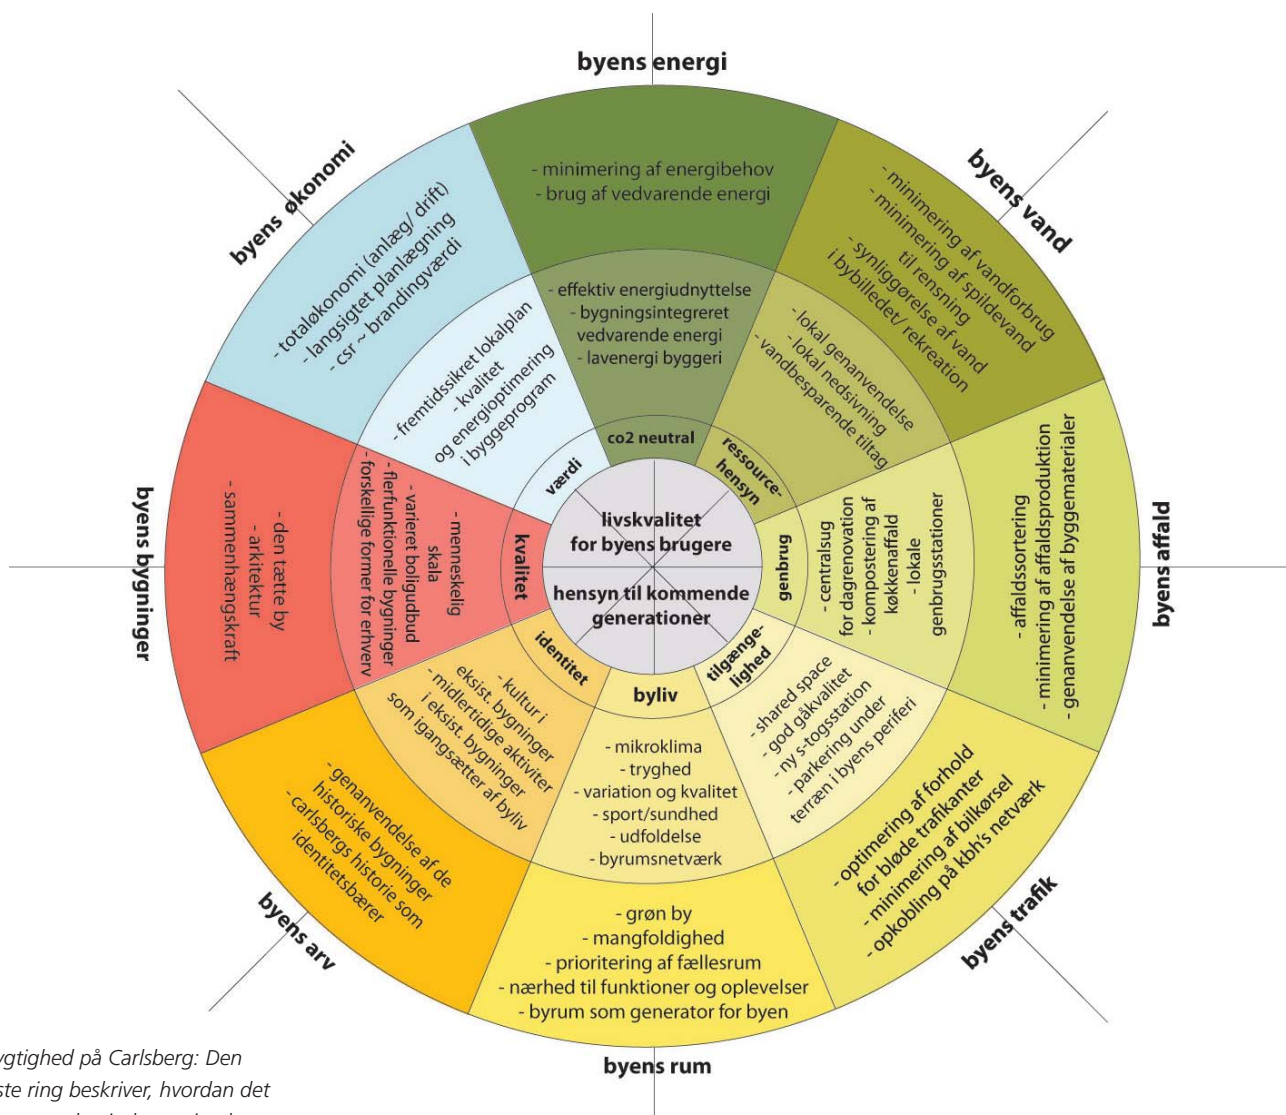 byens energi
- minimering af energibehov
- brug af vedvarende energi
- effektiv energiudnyttelse
- bygningsintegreret
vedvarende energi
- lavenergi byggeri
co2 neutral
byens vand
- minimering af vandforbrug
- minimering af spildevand
til rensning
- synliggørelse af vand
i bybilledet/ rekreation
- lokal genanvendelse
- lokal nedsivning
- vandbesparende tiltag
ressource-
hensyn
byens affald
- affaldssortering
- minimering af affaldsproduktion
- genanvendelse af byggematerialer
- centralsug
for dagrenovation
- kompostering af
køkkenaffald
- lokale
genbrugsstationer
genbrug
byens trafik
- optimering af forhold
for bløde trafikanter
- minimering af bilkørsel
- opkobling på kbh's netværk
- shared space
- god gåkvalitet
- ny s-togsstation
- parkering under
terræn i byens periferi
tilgænge-
lighed
byens rum
- grøn by
- mangfoldighed
- prioritering af fællesrum
- nærhed til funktioner og oplevelser
- byrum som generator for byen
- mikroklima
- tryghed
- variation og kvalitet
- sport/sundhed
- udfoldelse
- byrumsnetværk
byliv
byens arv
- genanvendelse af de
historiske bygninger
- carlsbergs historie som
identitetsbærer
- kultur i
eksist. bygninger
- midlertidige aktiviter
i eksist. bygninger
som igangsætter af byliv
identitet
byens bygninger
- den tætte by
- arkitektur
- sammenhængskraft
- menneskelig
skala
- varieret boligudbud
- flerfunktionelle bygninger
- forskellige former for erhverv
kvalitet
byens økonomi
- totaløkonomi (anlæg/ drift)
- langsigtet planlægning
- csr ~ brandingværdi
- fremtidssikret lokalplan
- kvalitet
og energioptimering
i byggeprogram
værdi
livskvalitet
for byens brugere
hensyn til kommende
generationer
ygtighed på Carlsberg: Den
ste ring beskriver, hvordan det